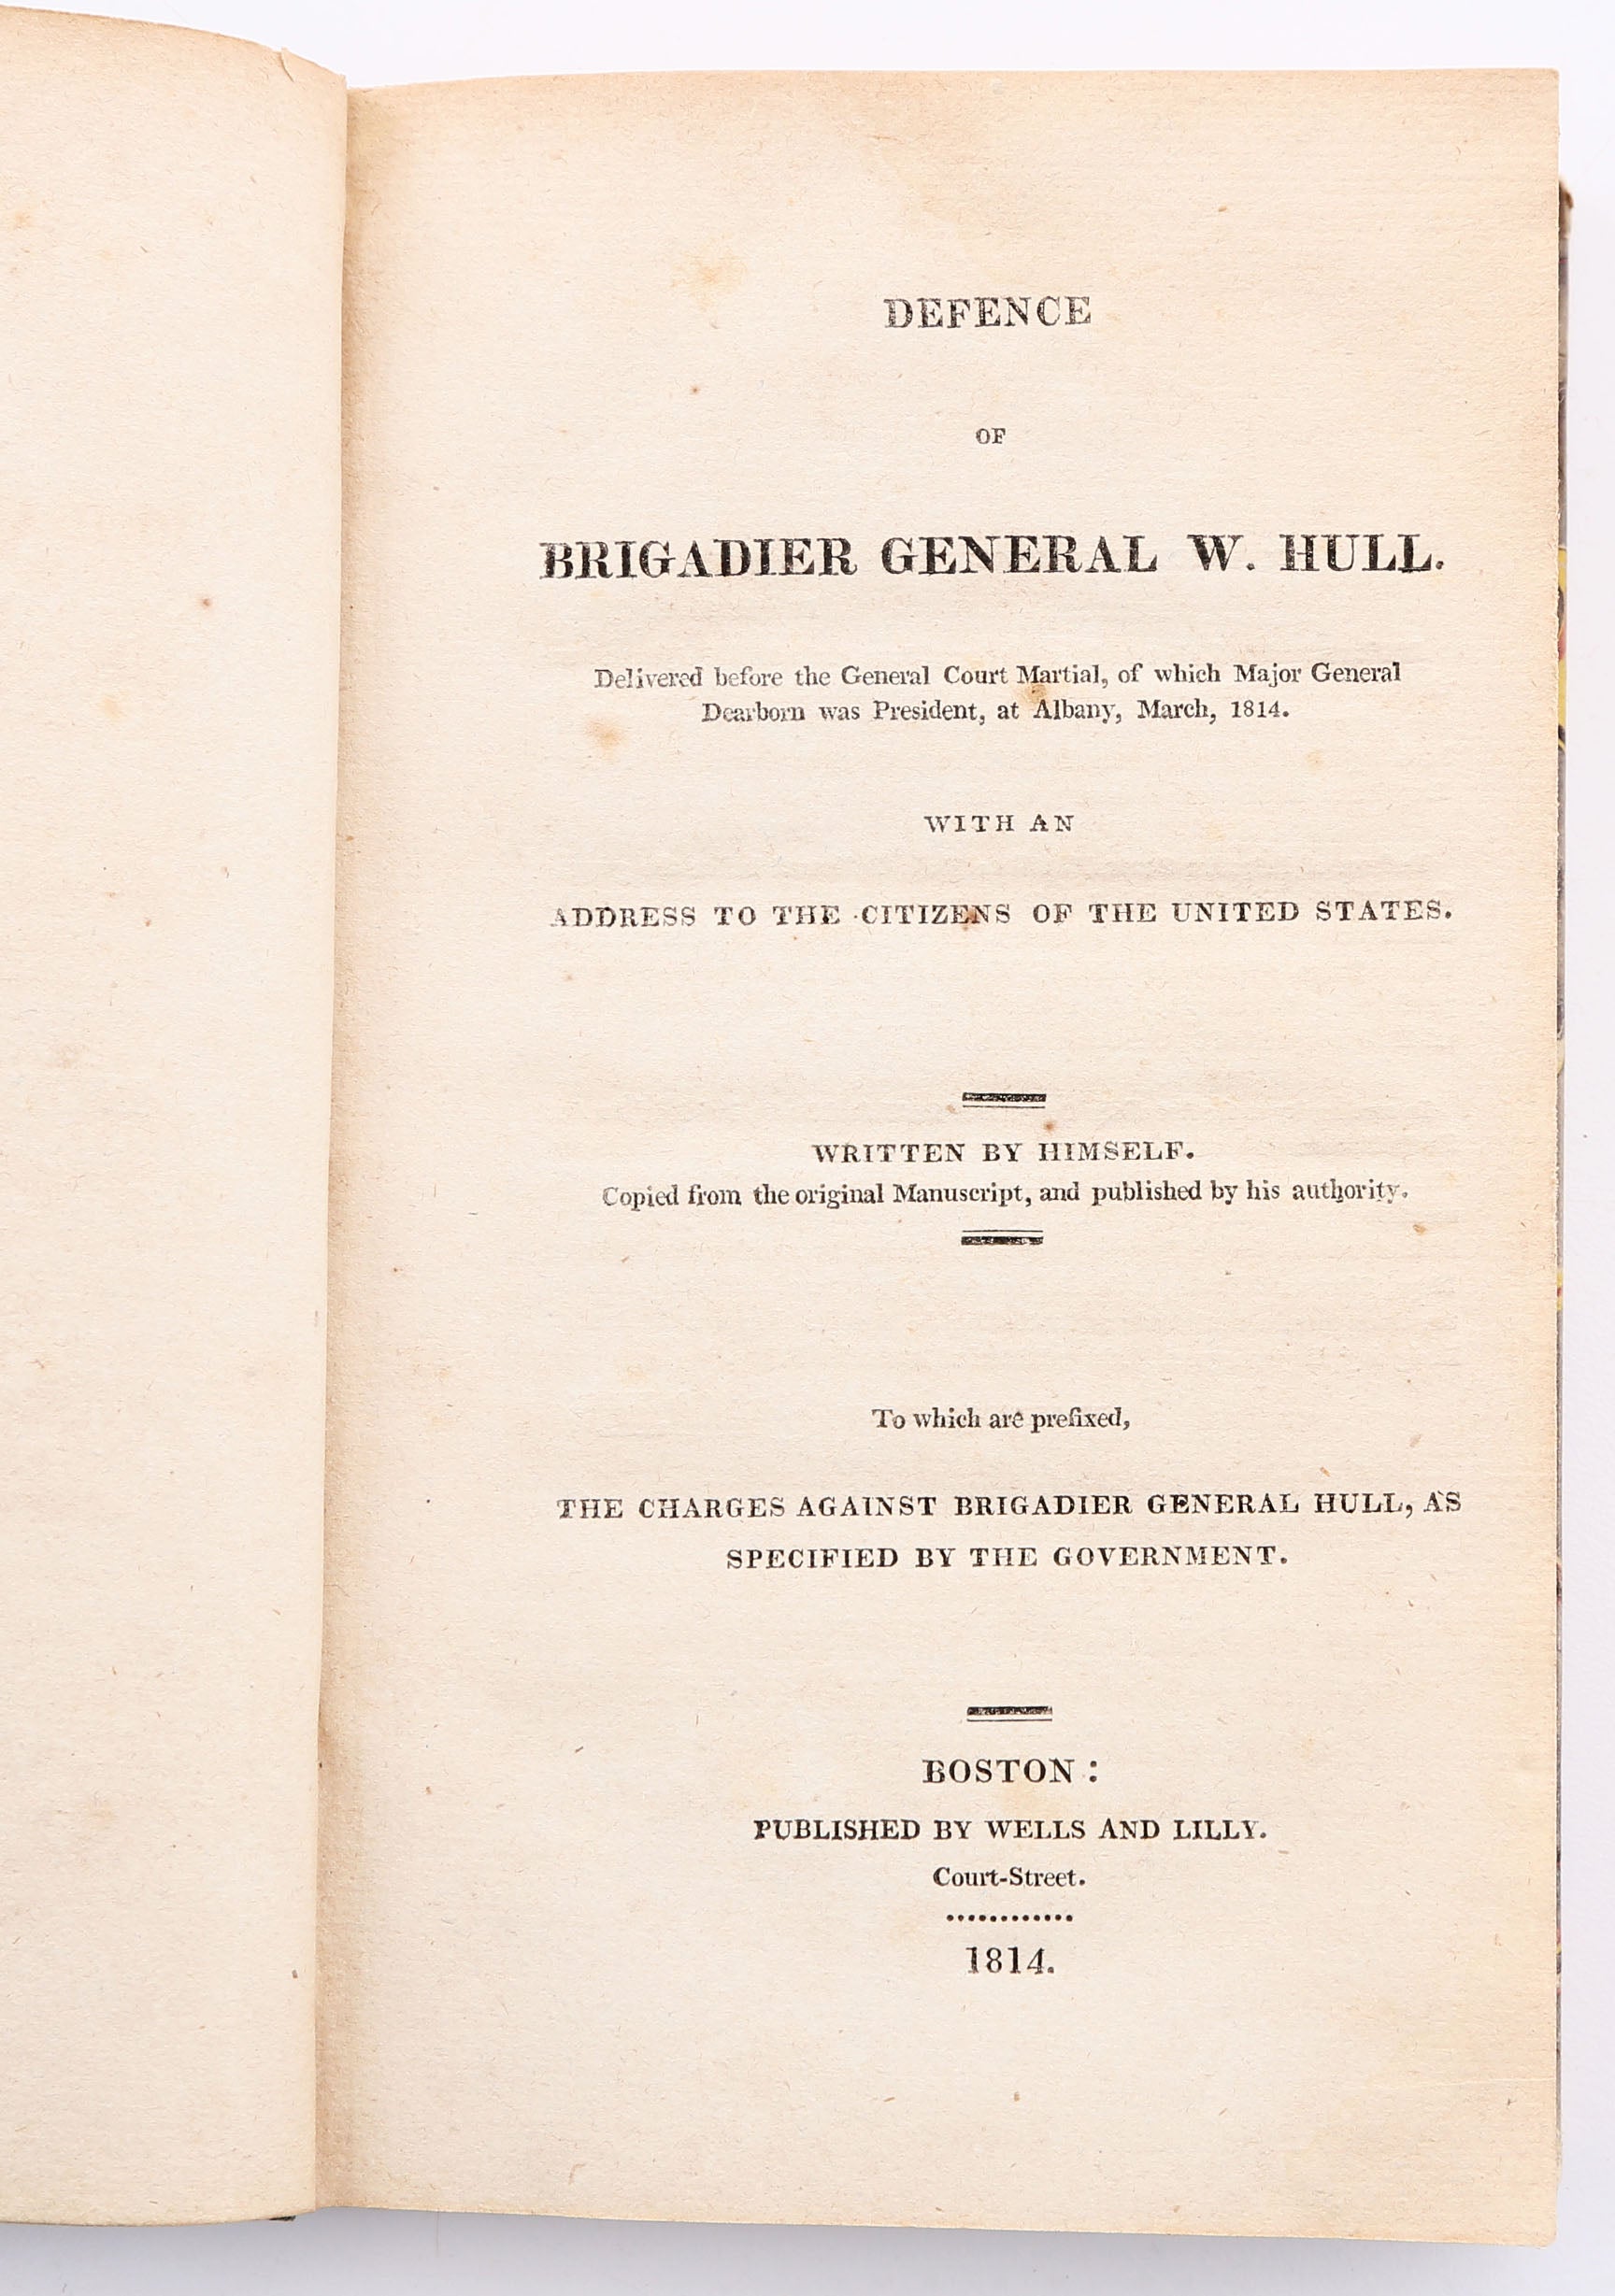 DEFENCE
OF
BRIGADIER GENERAL W. HULL.
Delivered before the General Court Martial, of which Major General
Dearborn was President, at Albany, March, 1814.
WITH AN
ADDRESS TO THE CITIZENS OF THE UNITED STATES.
WRITTEN BY HIMSELF.
Copied from the original Manuscript, and published by his authority.
To which are prefixed,
THE CHARGES AGAINST BRIGADIER GENERAL HULL, AS
SPECIFIED BY THE GOVERNMENT.
BOSTON:
PUBLISHED BY WELLS AND LILLY.
Court-Street.
............
1814.